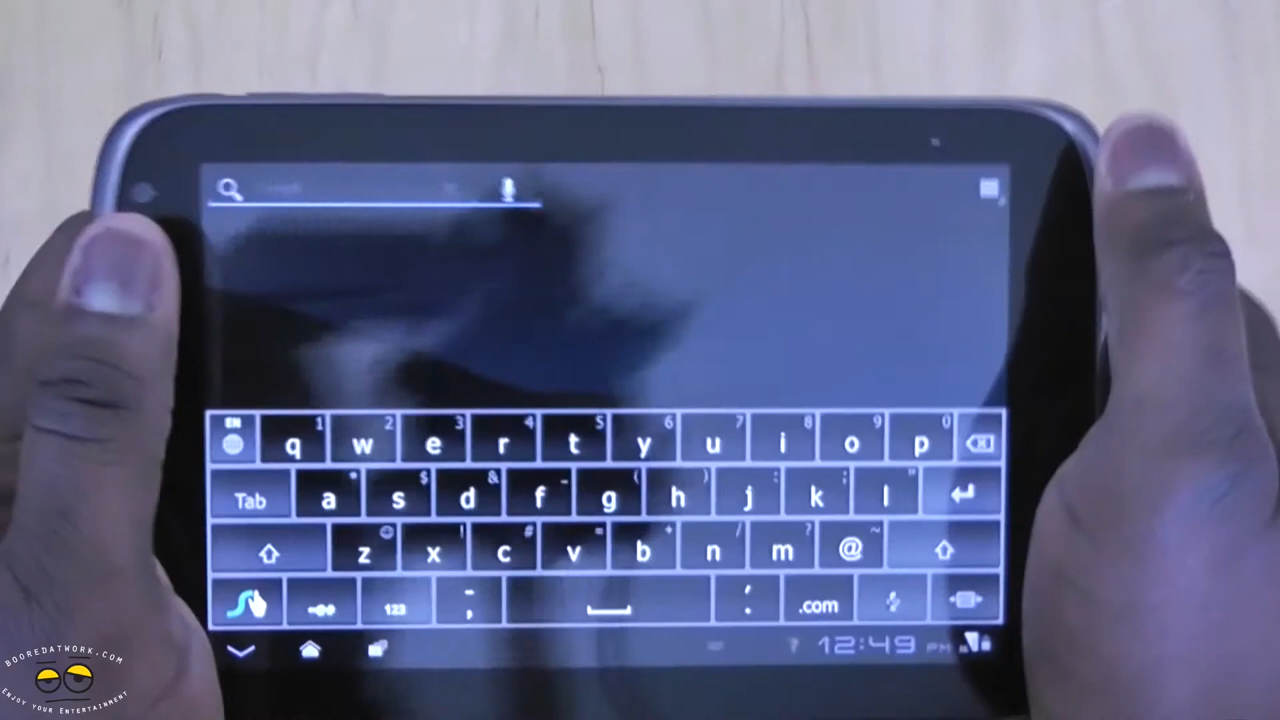 EN
1 2 3 4 5 6 7 8 9 0
q w e r t y u i o p
* $ & - ( ) : ; "
Tab a s d f g h j k l
! # = + / ? ~
z x c v b n m @
123 - ; ' . .com
12:49 PM
BOOREDATWORK.COM
ENJOY YOUR ENTERTAINMENT